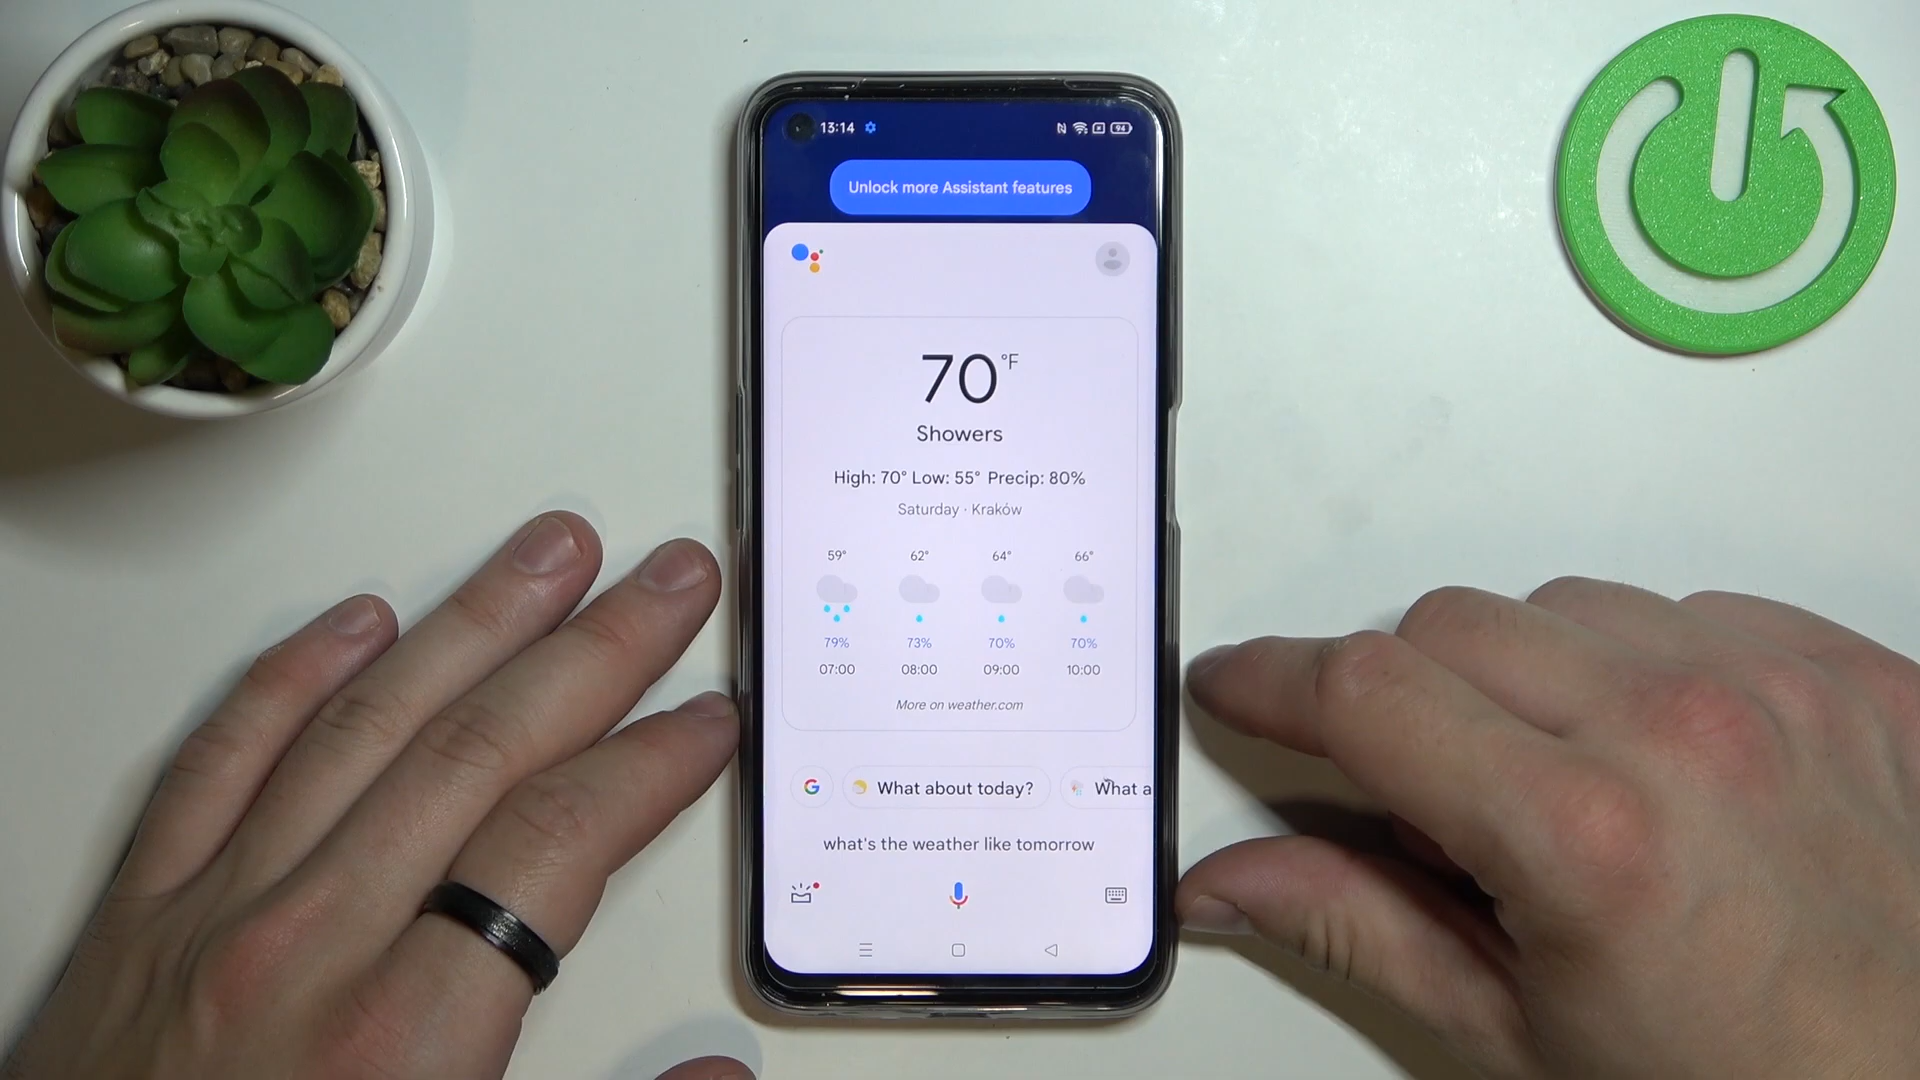 13:14
94
Unlock more Assistant features
70°F
Showers
High: 70° Low: 55° Precip: 80%
Saturday · Kraków
59° 62° 64° 66°
79% 73% 70% 70%
07:00 08:00 09:00 10:00
More on weather.com
G What about today? What a
what's the weather like tomorrow